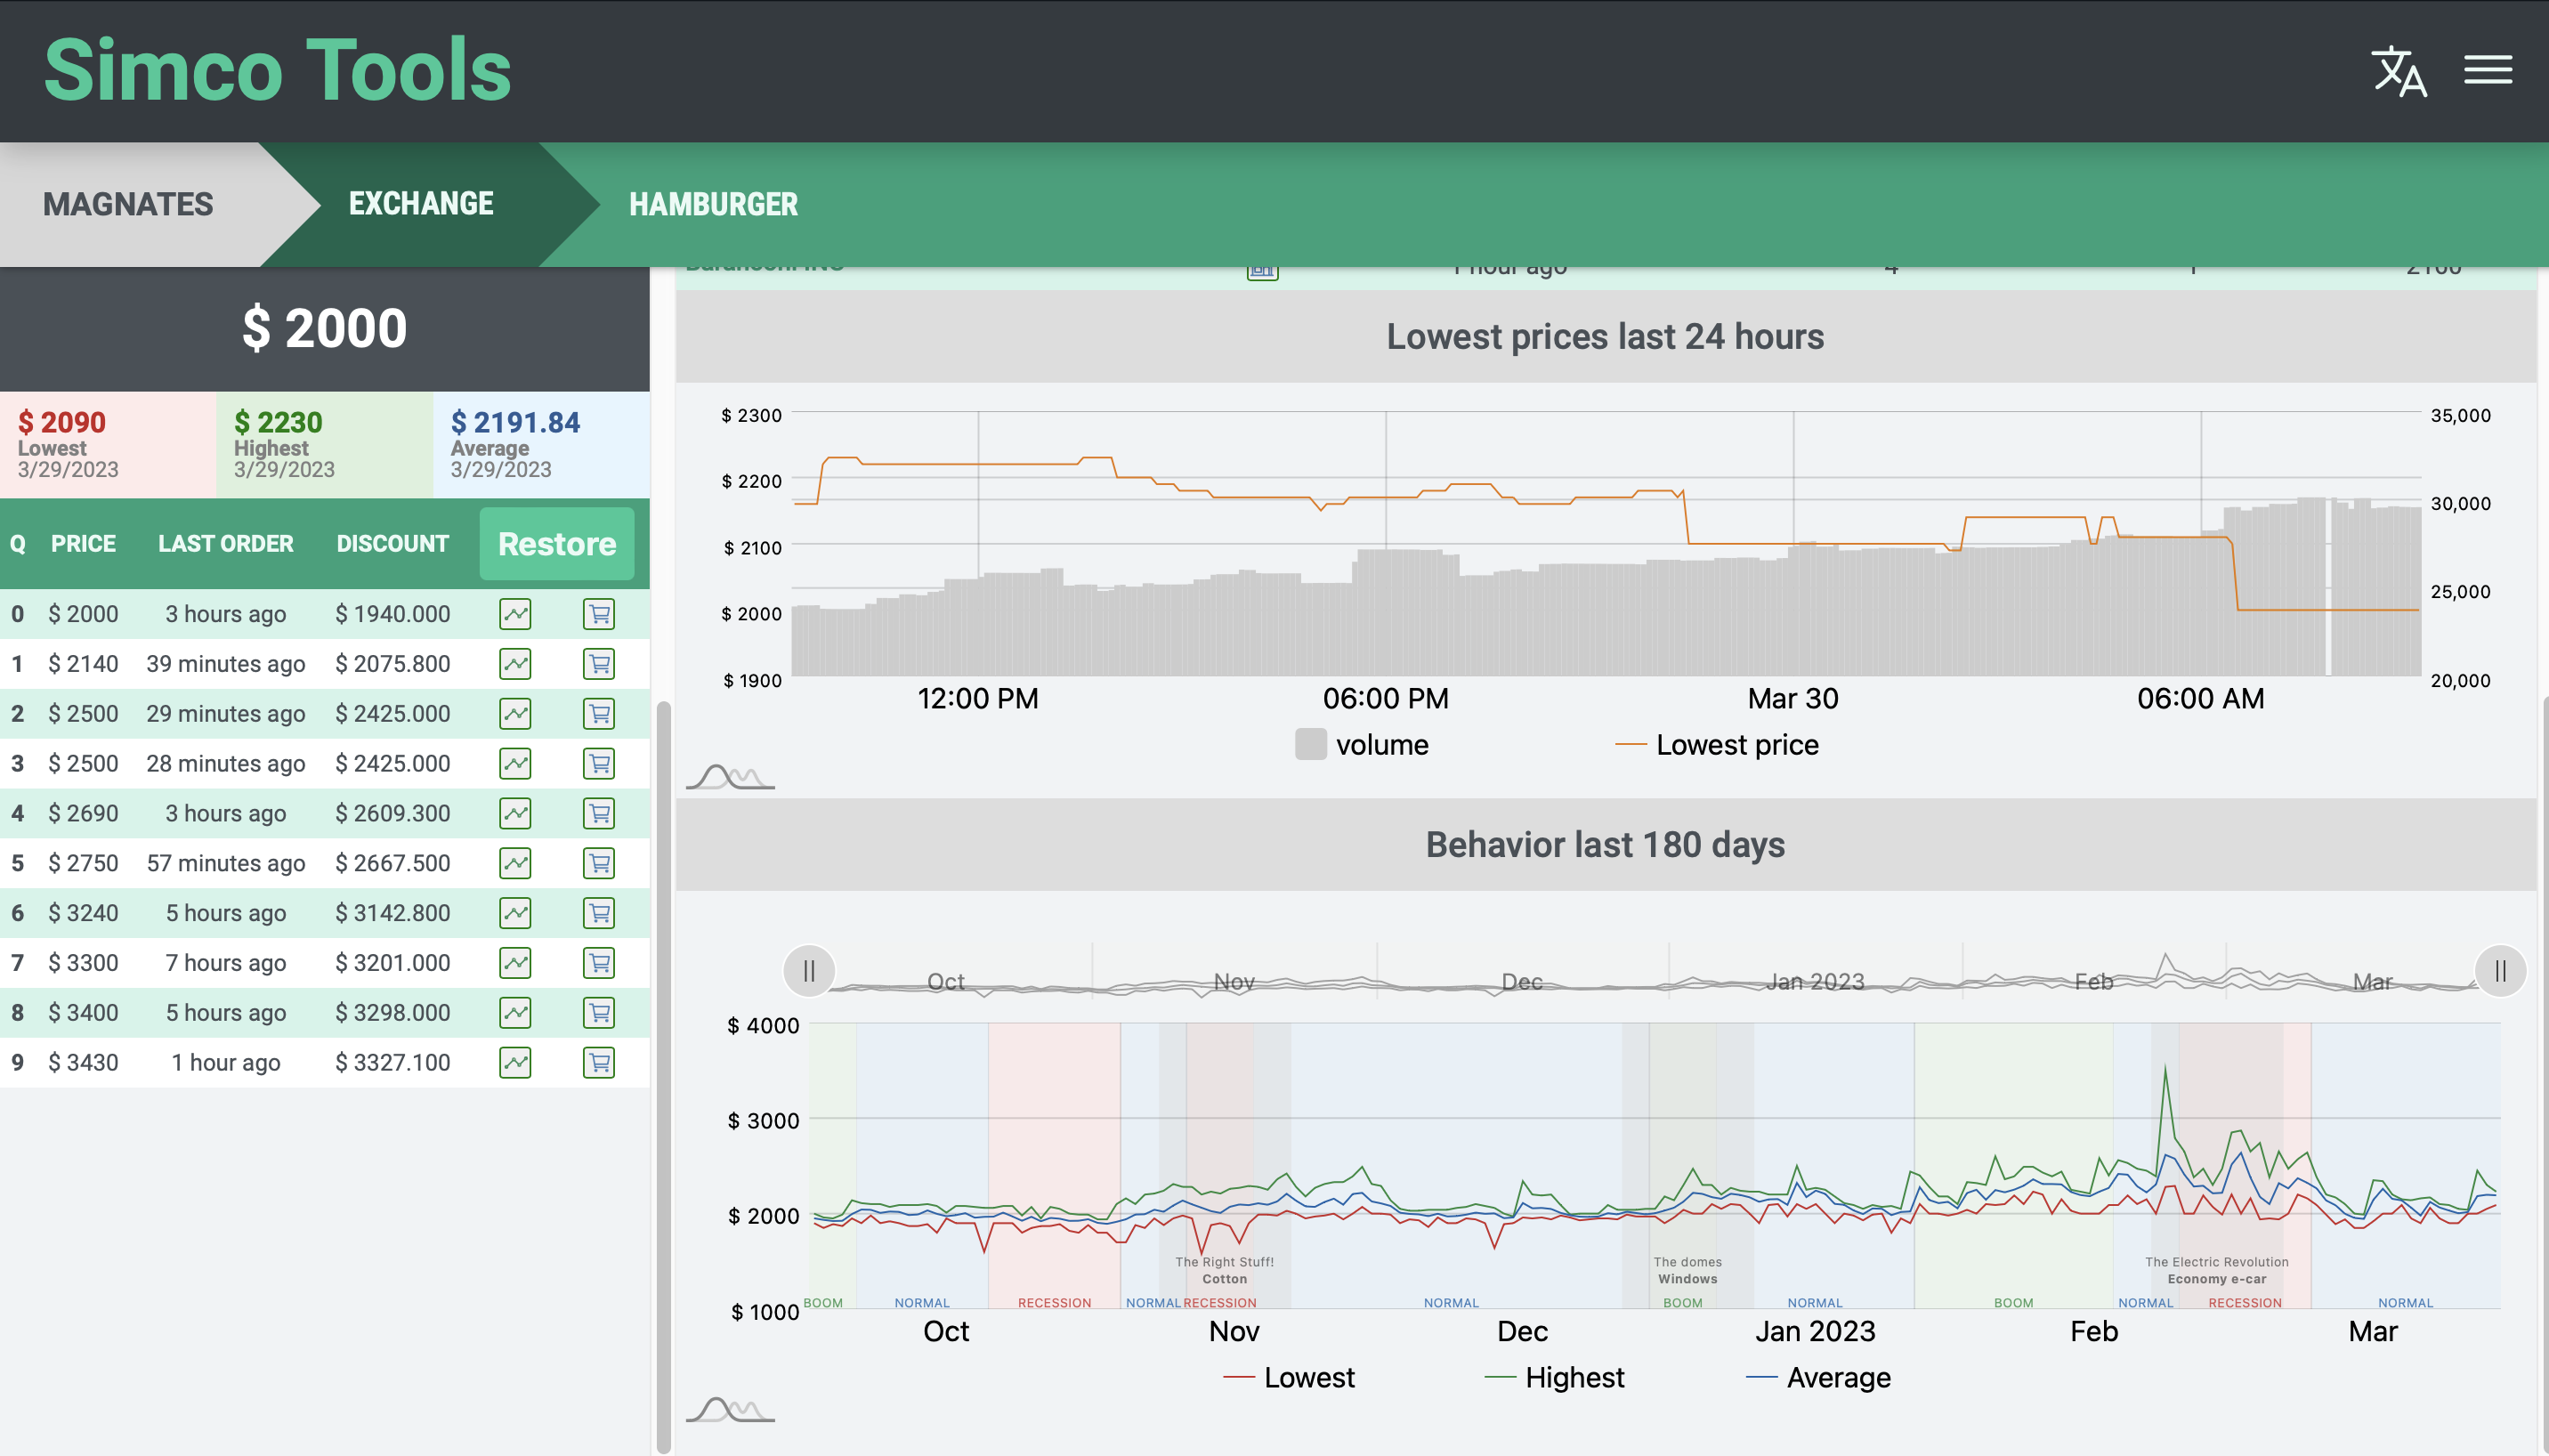 Simco Tools
MAGNATES EXCHANGE HAMBURGER
$ 2000
$ 2090 $ 2230 $ 2191.84
Lowest Highest Average
3/29/2023 3/29/2023 3/29/2023
Q PRICE LAST ORDER DISCOUNT Restore
0 $ 2000 3 hours ago $ 1940.000
1 $ 2140 39 minutes ago $ 2075.800
2 $ 2500 29 minutes ago $ 2425.000
3 $ 2500 28 minutes ago $ 2425.000
4 $ 2690 3 hours ago $ 2609.300
5 $ 2750 57 minutes ago $ 2667.500
6 $ 3240 5 hours ago $ 3142.800
7 $ 3300 7 hours ago $ 3201.000
8 $ 3400 5 hours ago $ 3298.000
9 $ 3430 1 hour ago $ 3327.100
1 hour ago 4 1 2160
Lowest prices last 24 hours
$ 2300 35,000
$ 2200
30,000
$ 2100
25,000
$ 2000
$ 1900 20,000
12:00 PM 06:00 PM Mar 30 06:00 AM
volume Lowest price
Behavior last 180 days
Oct Nov Dec Jan 2023 Feb Mar
$ 4000
$ 3000
$ 2000
The Right Stuff! The domes The Electric Revolution
Cotton Windows Economy e-car
BOOM NORMAL RECESSION NORMAL RECESSION NORMAL BOOM NORMAL BOOM NORMAL RECESSION NORMAL
$ 1000
Oct Nov Dec Jan 2023 Feb Mar
Lowest Highest Average